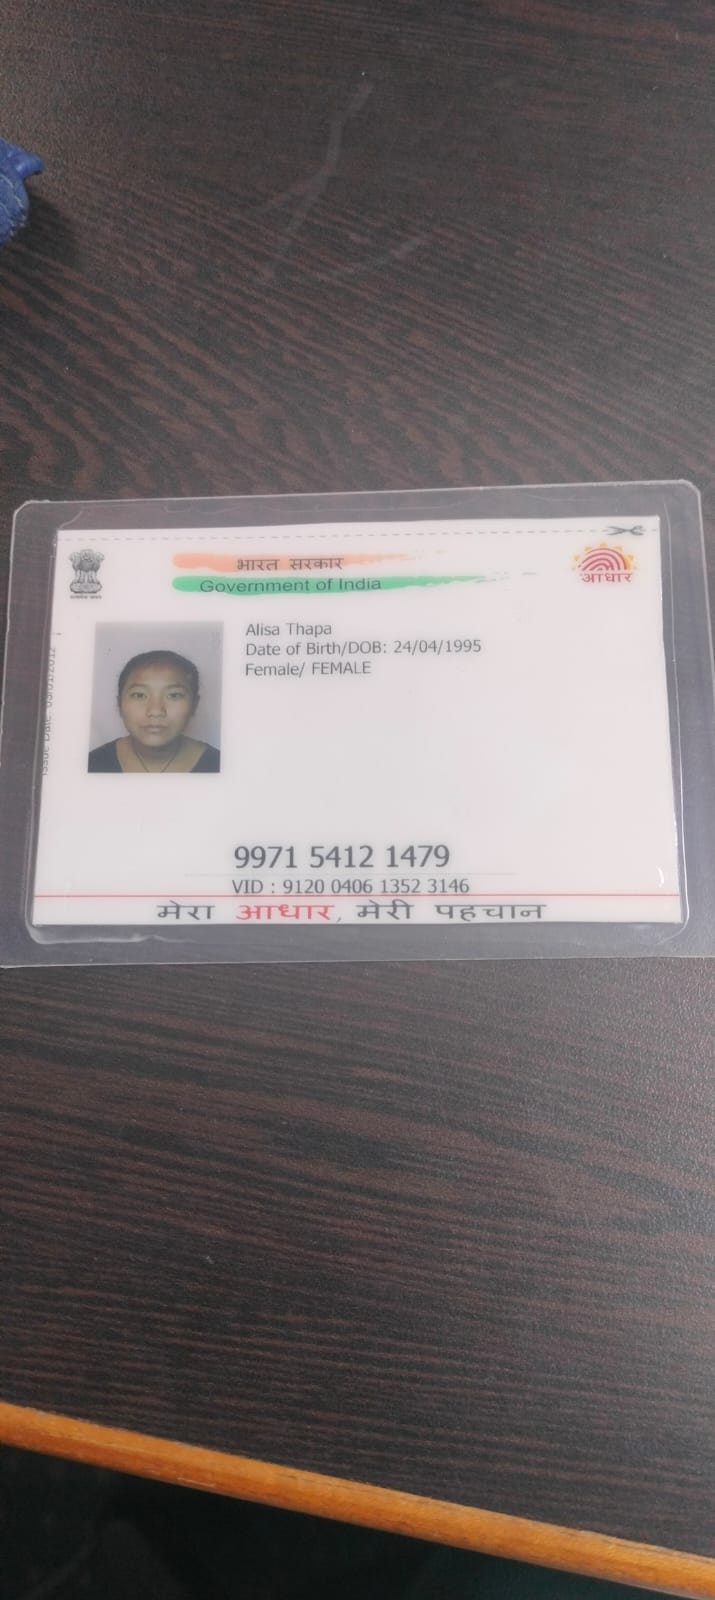 भारत सरकार
Government of India
आधार
Alisa Thapa
Date of Birth/DOB: 24/04/1995
Female/ FEMALE
Issue Date:
9971 5412 1479
VID : 9120 0406 1352 3146
मेरा आधार, मेरी पहचान